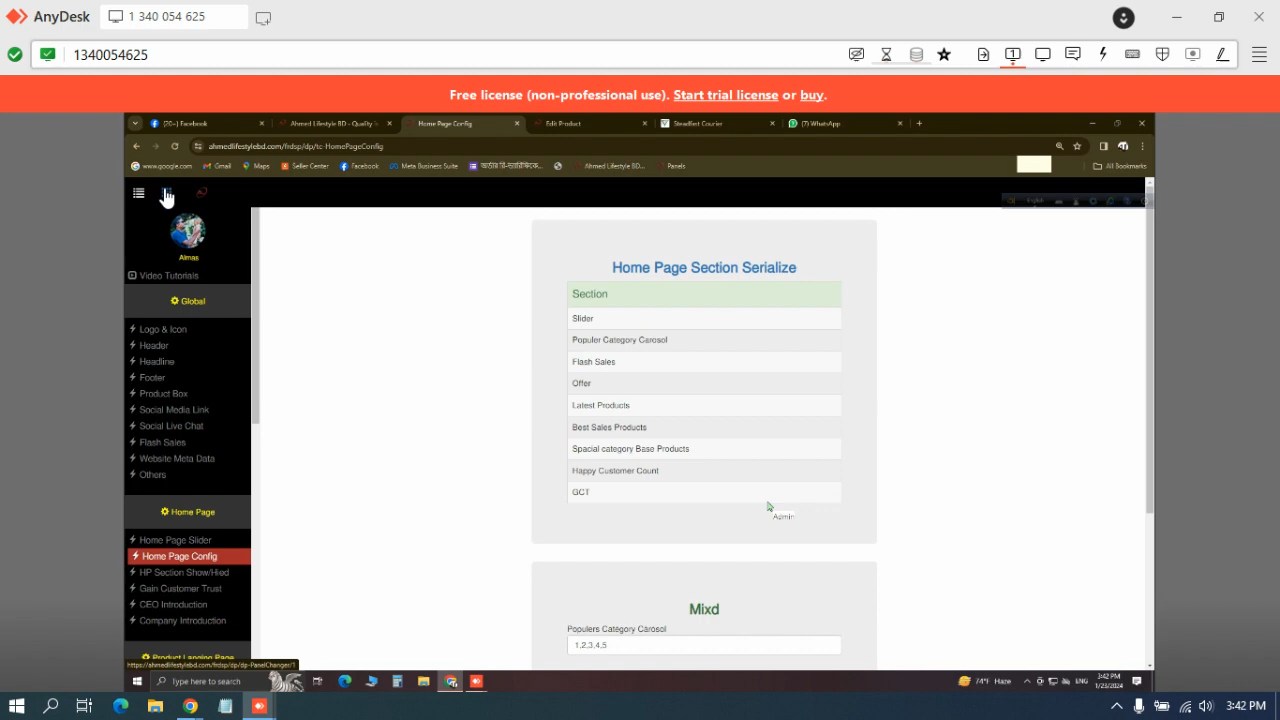 AnyDesk
1 340 054 625
1340054625
Free license (non-professional use). Start trial license or buy.
(20+) Facebook
Ahmed Lifestyle BD - Quality
Home Page Config
Edit Product
Steadfast Courier
(7) WhatsApp
ahmedlifestylebd.com/frdsp/dp/tc-HomePageConfig
www.google.com
Gmail
Maps
Seller Center
Facebook
Meta Business Suite
Ahmed Lifestyle BD...
Panels
All Bookmarks
English
Almas
Video Tutorials
Global
Logo & Icon
Header
Headline
Footer
Product Box
Social Media Link
Social Live Chat
Flash Sales
Website Meta Data
Others
Home Page
Home Page Slider
Home Page Config
HP Section Show/Hied
Gain Customer Trust
CEO Introduction
Company Introduction
Product Langing Page
Home Page Section Serialize
Section
Slider
Populer Category Carosol
Flash Sales
Offer
Latest Products
Best Sales Products
Spacial category Base Products
Happy Customer Count
GCT
Admin
Mixd
Populers Category Carosol
1,2,3,4,5
https://ahmedlifestylebd.com/frdsp/dp/dp-PanelChanger/1
Type here to search
74°F Haze
ENG
3:42 PM
1/23/2024
3:42 PM